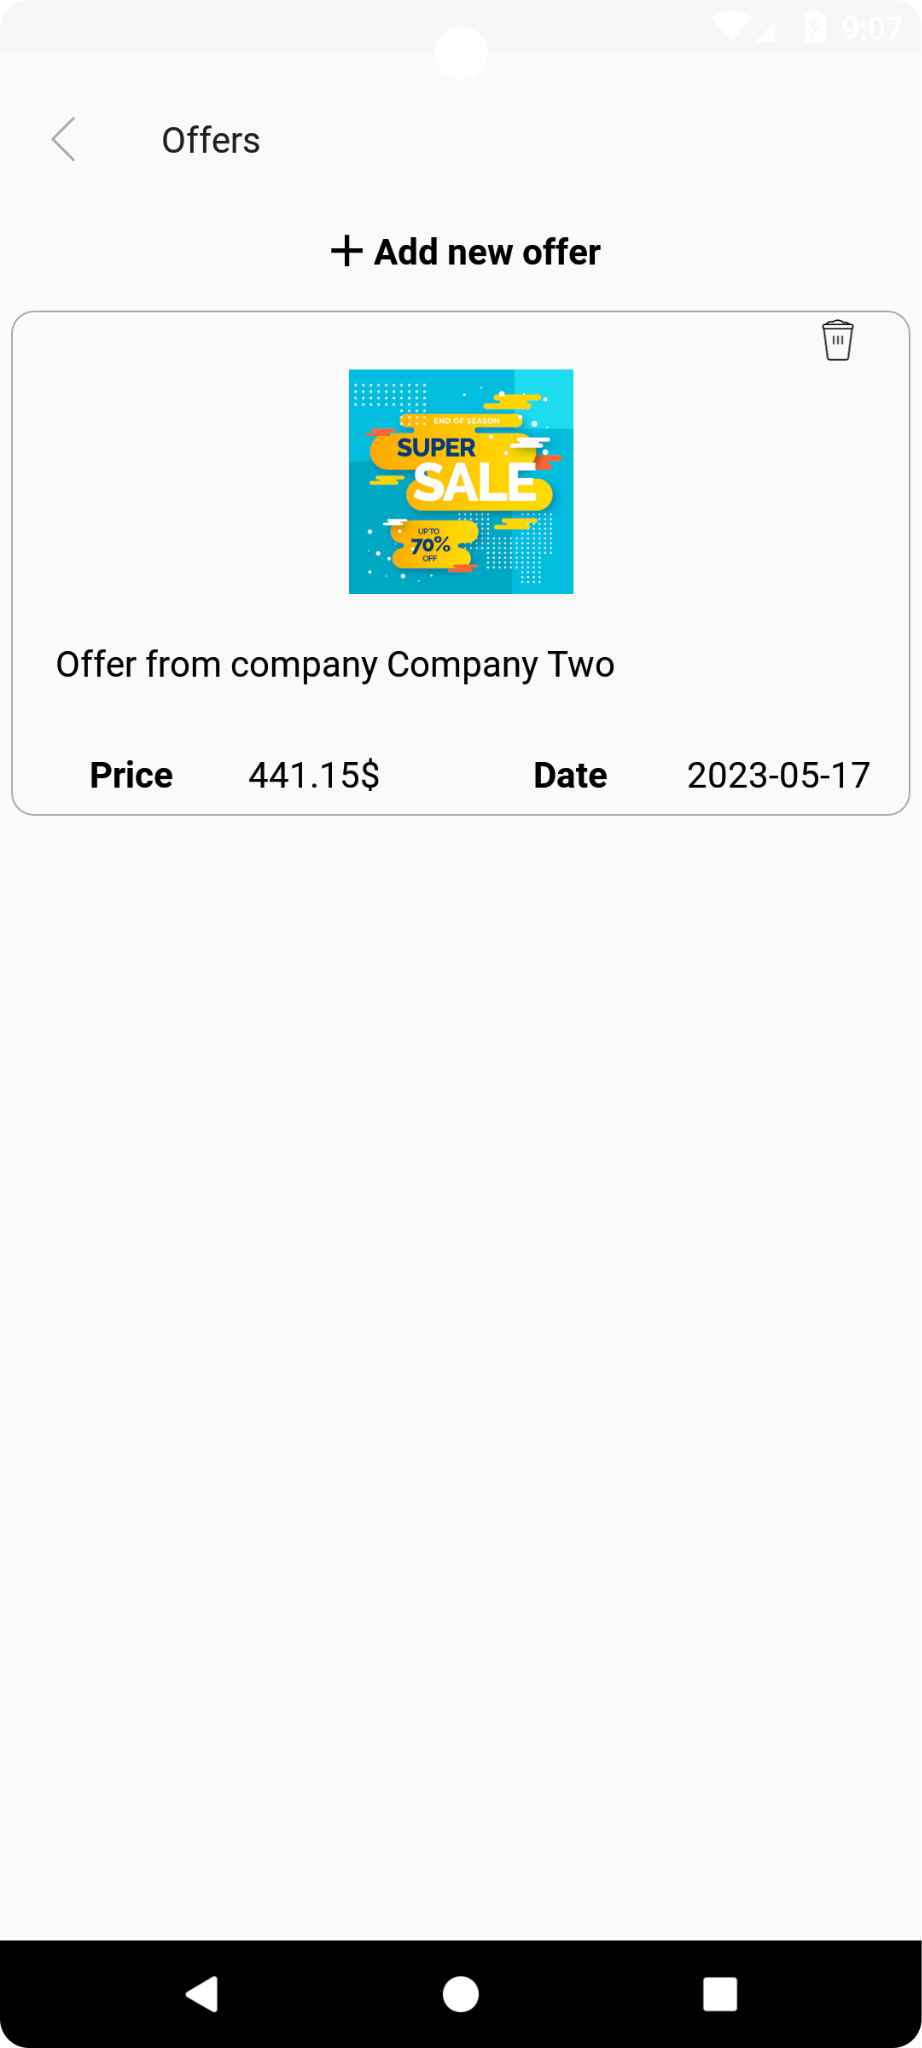 9:07
Offers
Add new offer
END OF SEASON
SUPER
SALE
UP TO
70%
OFF
Offer from company Company Two
Price 441.15$ Date 2023-05-17